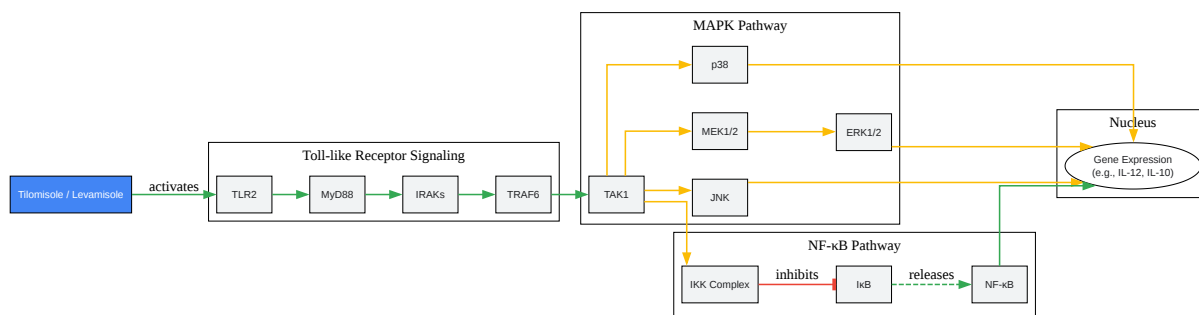 MAPK Pathway
p38
MEK1/2
ERK1/2
Nucleus
Gene Expression
(e.g., IL-12, IL-10)
Toll-like Receptor Signaling
Tilomisole / Levamisole
activates
TLR2
MyD88
IRAKs
TRAF6
TAK1
JNK
NF-κB Pathway
IKK Complex
inhibits
IκB
releases
NF-κB